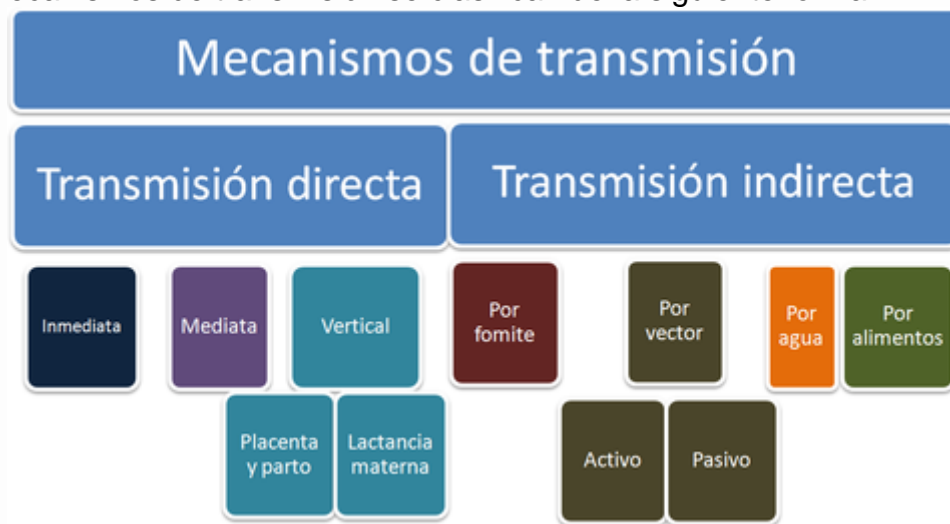 Mecanismos de transmisión
Transmisión directa
Transmisión indirecta
Inmediata
Mediata
Vertical
Por
fomite
Por
vector
Por
agua
Por
alimentos
Placenta
y parto
Lactancia
materna
Activo
Pasivo